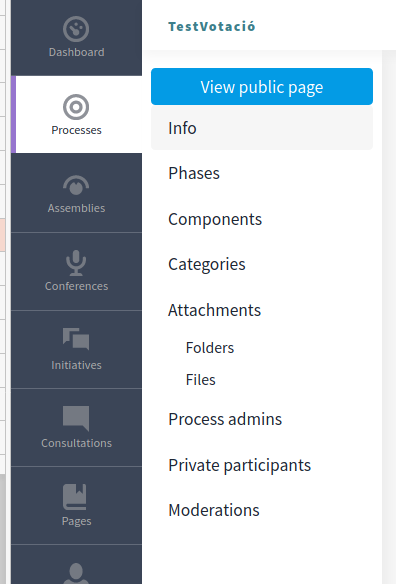 Dashboard
Processes
Assemblies
Conferences
Initiatives
Consultations
Pages
TestVotació
View public page
Info
Phases
Components
Categories
Attachments
Folders
Files
Process admins
Private participants
Moderations